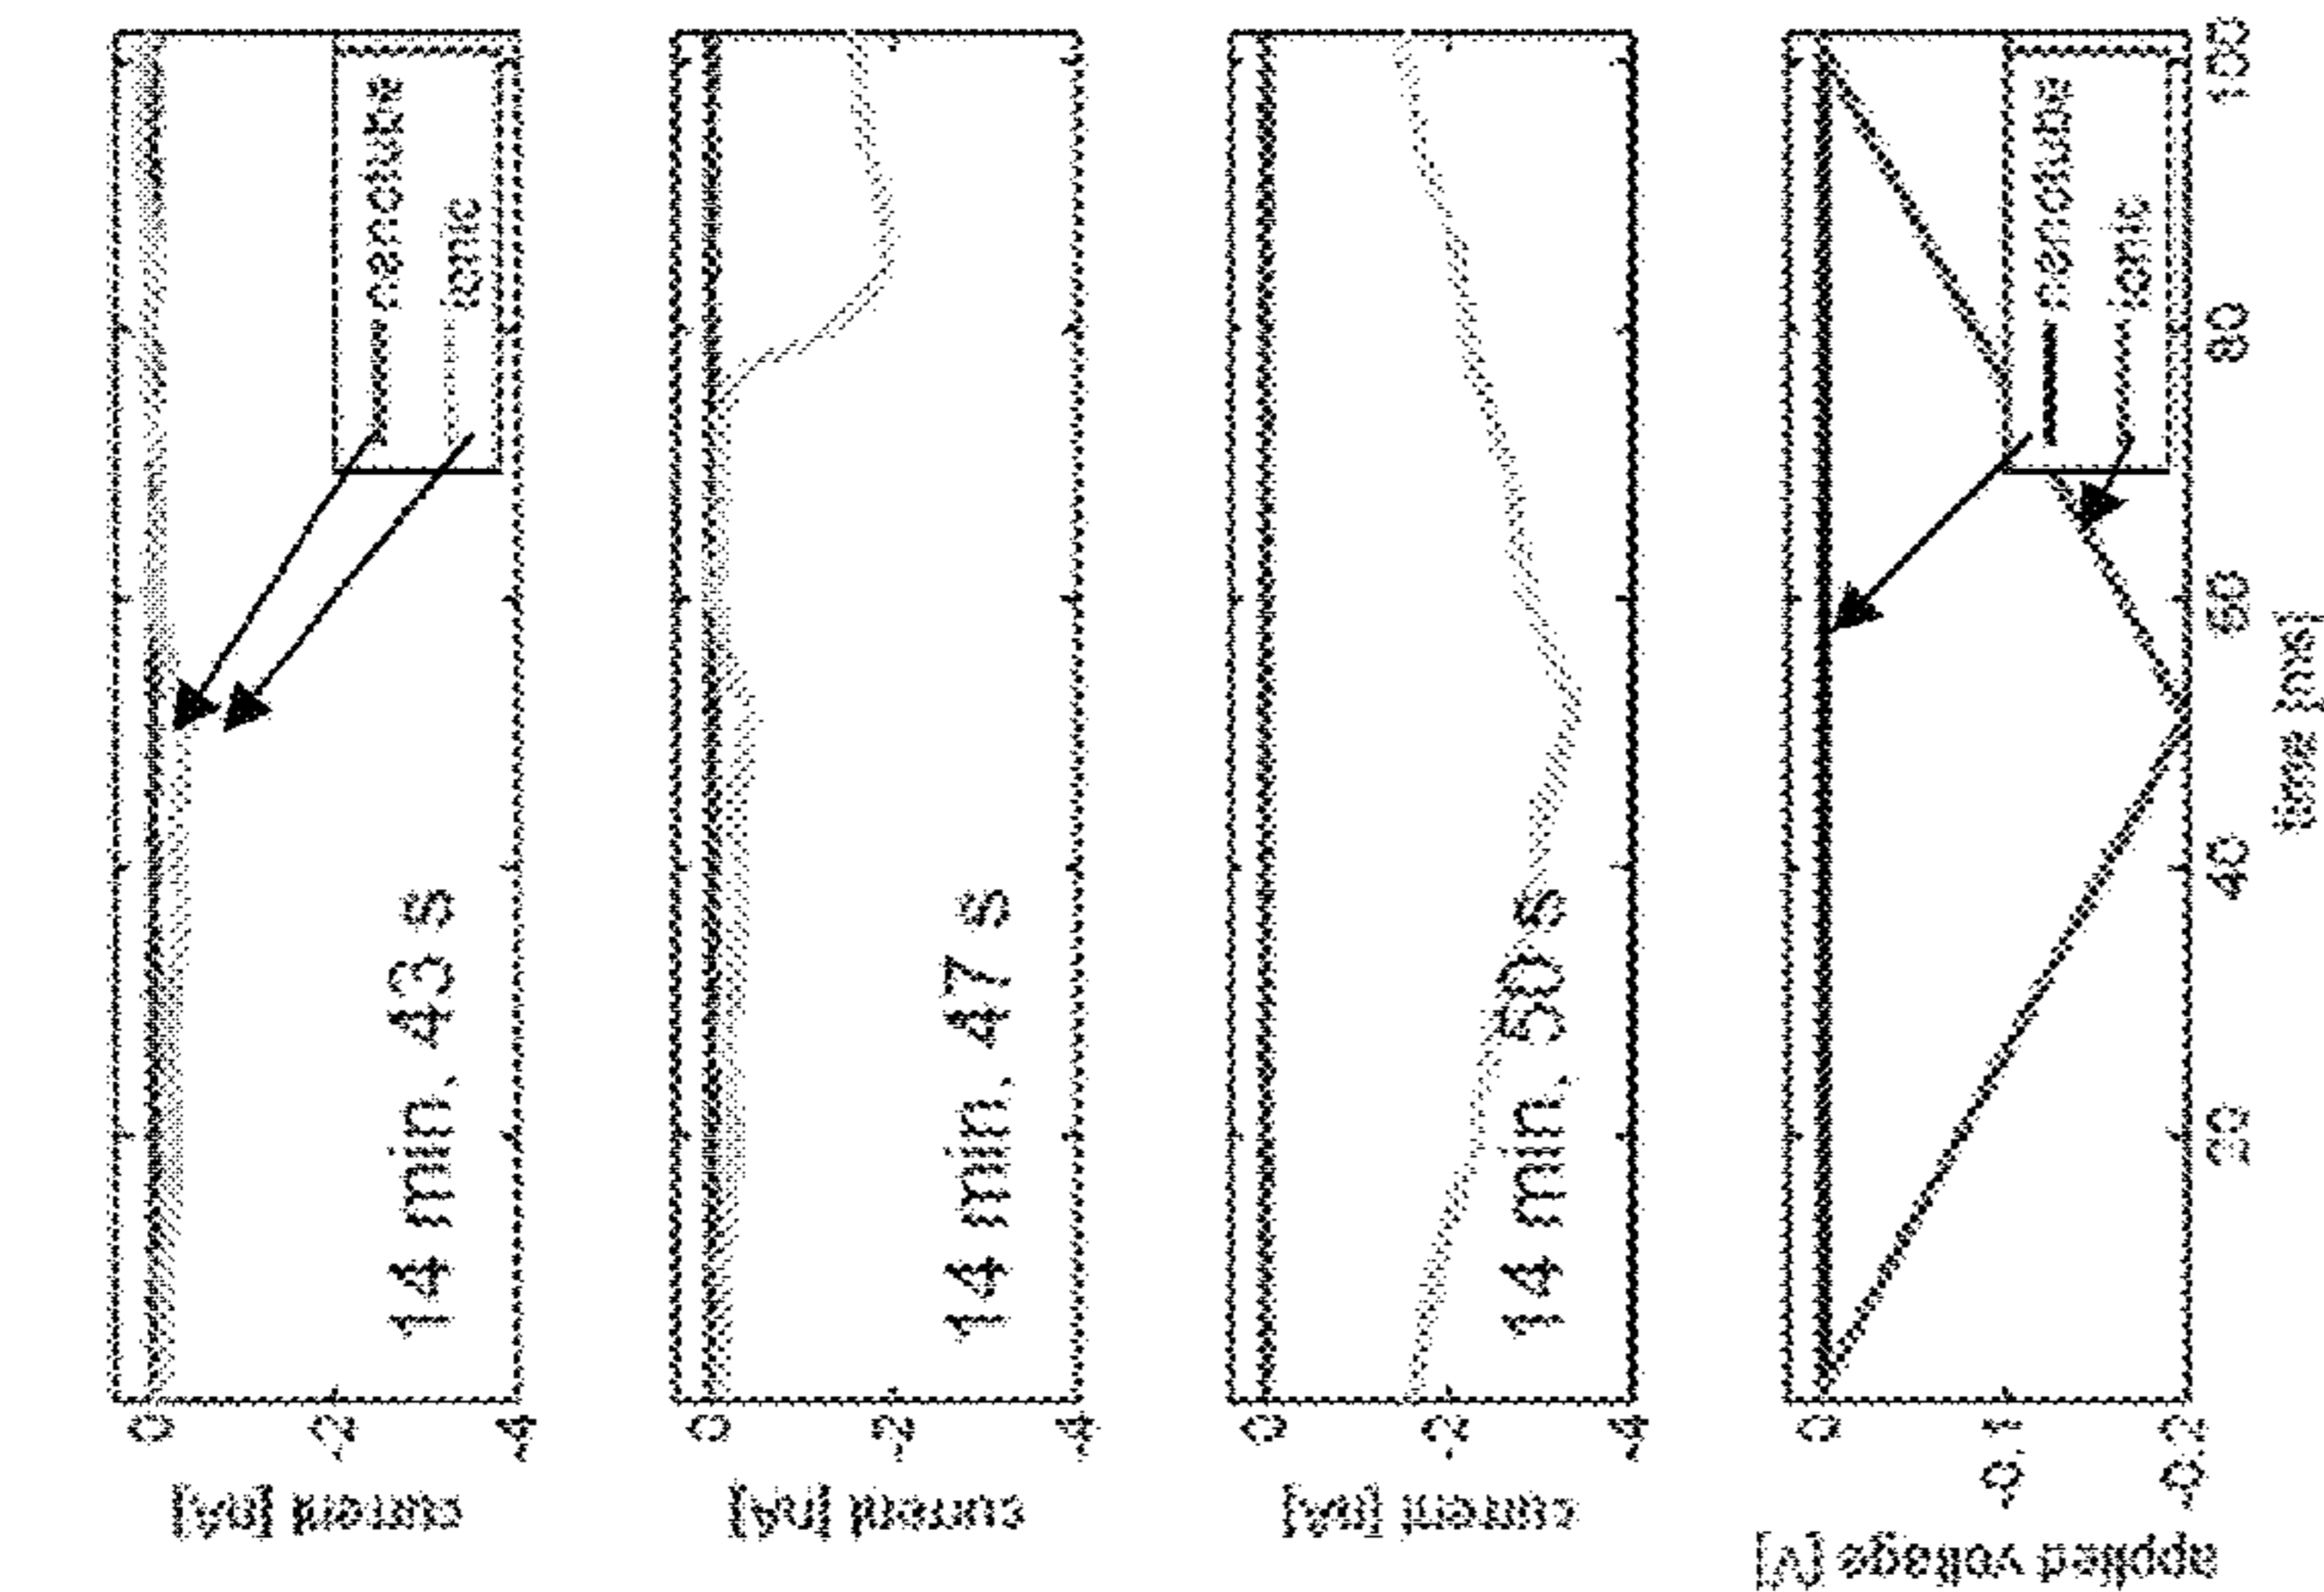 current [nA]
0
-2
-4
nanotube
ionic
14 min. 43 s
current [nA]
0
-2
-4
14 min. 47 s
current [nA]
0
-2
-4
14 min. 50 s
applied voltage [V]
0
-0.1
-0.2
nanotube
ionic
20 40 60 80 100
time [ms]